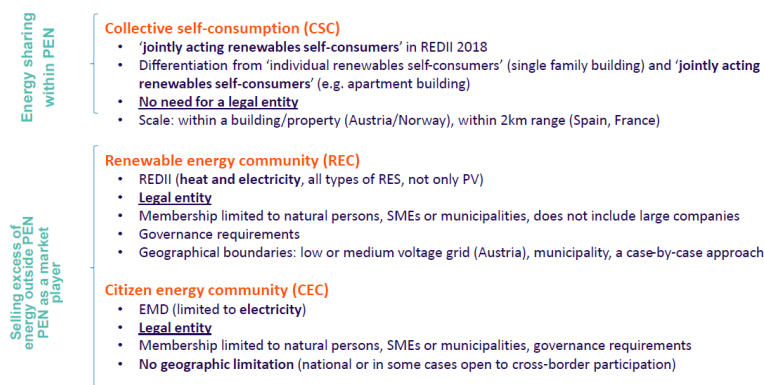 Energy sharing
within PEN
Collective self-consumption (CSC)
• ‘jointly acting renewables self-consumers’ in REDII 2018
• Differentiation from ‘individual renewables self-consumers’ (single family building) and ‘jointly acting
renewables self-consumers’ (e.g. apartment building)
• No need for a legal entity
• Scale: within a building/property (Austria/Norway), within 2km range (Spain, France)
Selling excess of
energy outside PEN
PEN as a market
player
Renewable energy community (REC)
• REDII (heat and electricity, all types of RES, not only PV)
• Legal entity
• Membership limited to natural persons, SMEs or municipalities, does not include large companies
• Governance requirements
• Geographical boundaries: low or medium voltage grid (Austria), municipality, a case-by-case approach
Citizen energy community (CEC)
• EMD (limited to electricity)
• Legal entity
• Membership limited to natural persons, SMEs or municipalities, governance requirements
• No geographic limitation (national or in some cases open to cross-border participation)